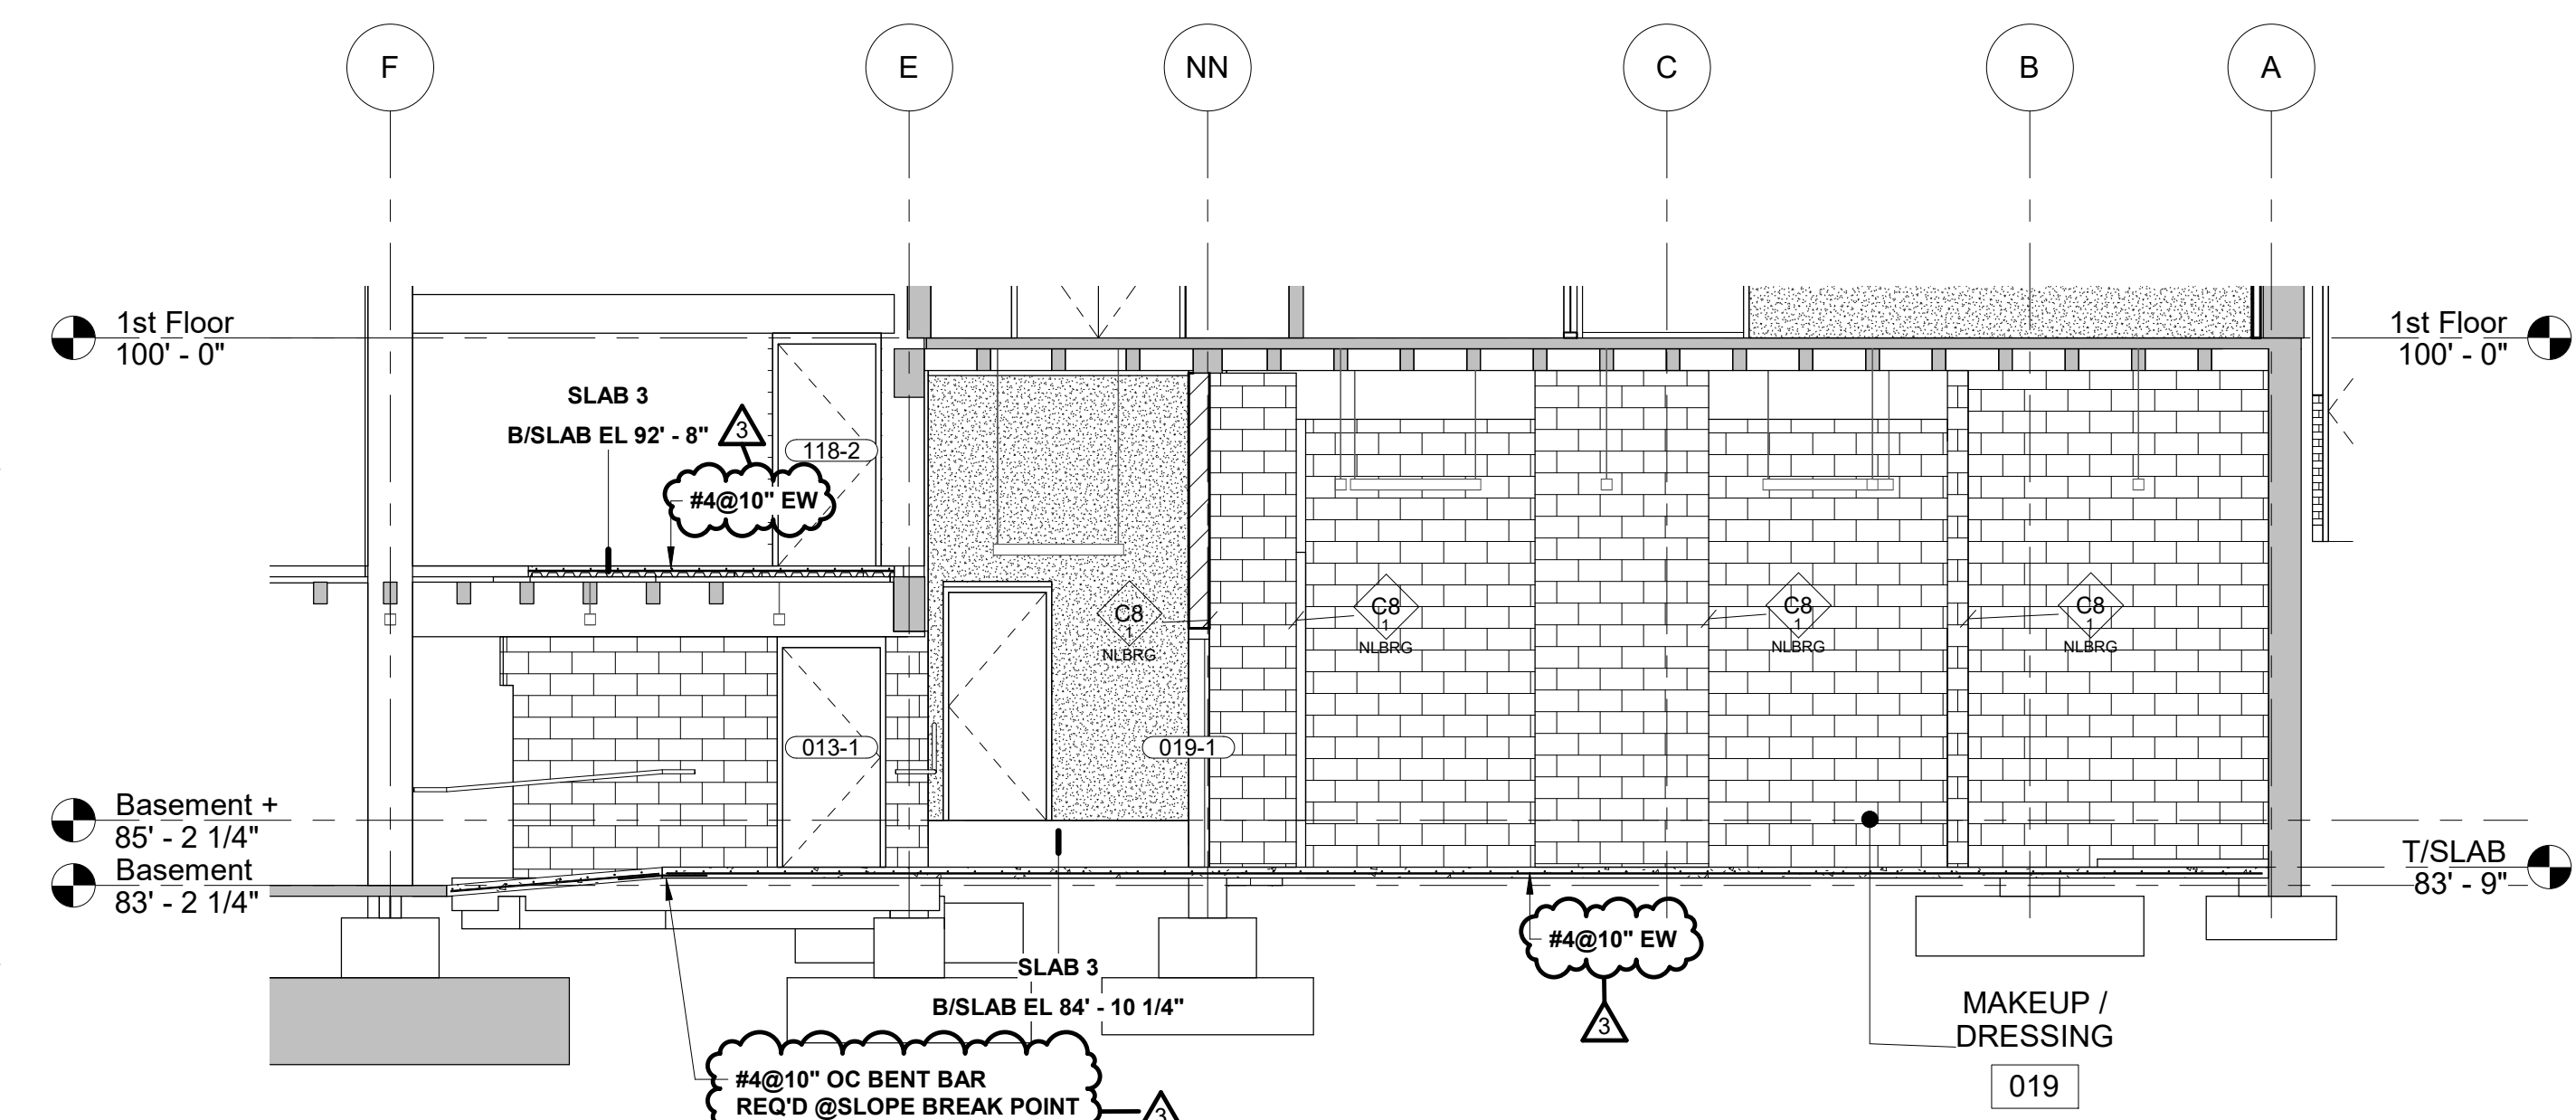 F
E
NN
C
B
A
1st Floor
100' - 0"
1st Floor
100' - 0"
SLAB 3
B/SLAB EL 92' - 8"
3
118-2
#4@10" EW
C8
1
NLBRG
C8
1
NLBRG
C8
1
NLBRG
C8
1
NLBRG
013-1
019-1
Basement +
85' - 2 1/4"
Basement
83' - 2 1/4"
T/SLAB
83' - 9"
#4@10" EW
3
SLAB 3
B/SLAB EL 84' - 10 1/4"
MAKEUP /
DRESSING
019
#4@10" OC BENT BAR
REQ'D @SLOPE BREAK POINT
3